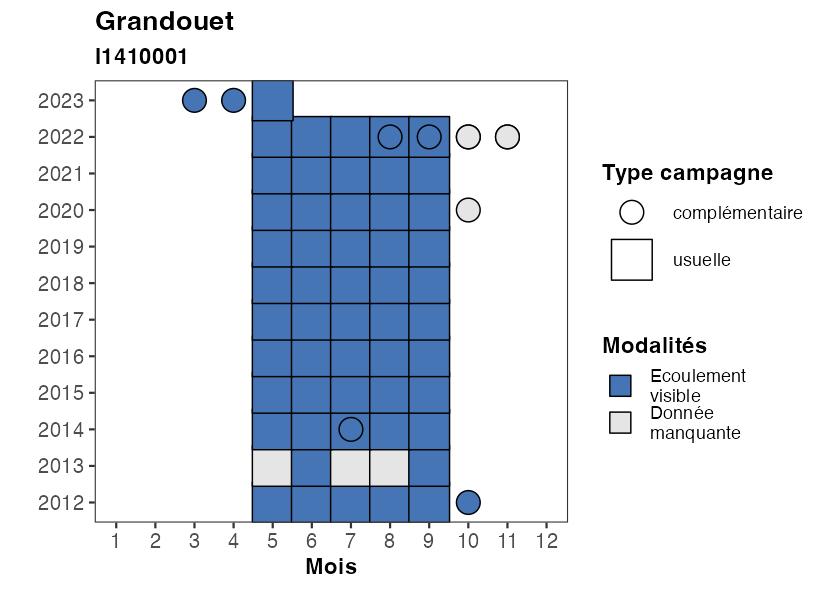 Grandouet
I1410001
2023
2022
2021
2020
2019
2018
2017
2016
2015
2014
2013
2012
1 2 3 4 5 6 7 8 9 10 11 12
Mois
Type campagne
complémentaire
usuelle
Modalités
Ecoulement
visible
Donnée
manquante